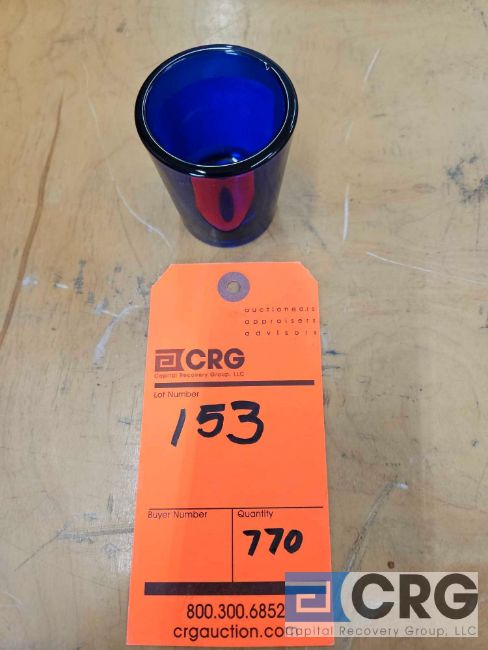 auctioneers
appraisers
advisors
CRG
Capital Recovery Group, LLC
Lot Number
153
Buyer Number
Quantity
770
800.300.6852
crgauction.com
CRG
Capital Recovery Group, LLC